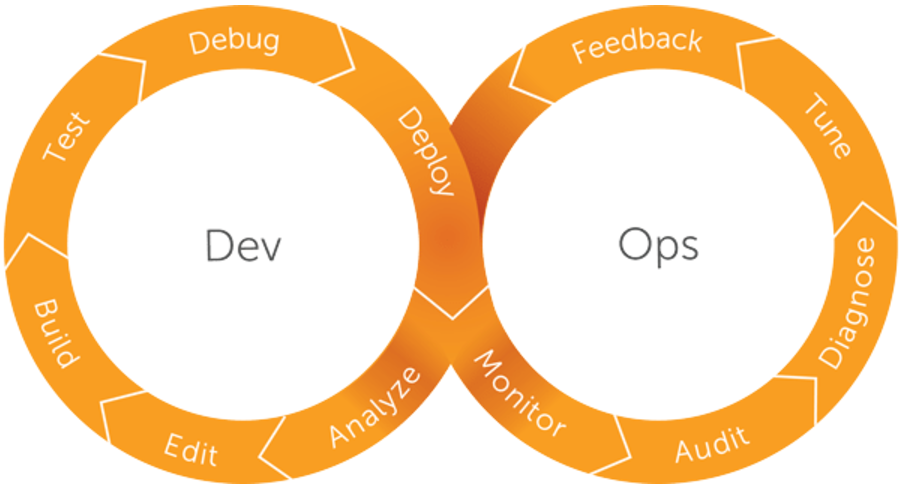 Debug
Feedback
Test
Deploy
Tune
Dev
Ops
Build
Diagnose
Analyze
Monitor
Edit
Audit